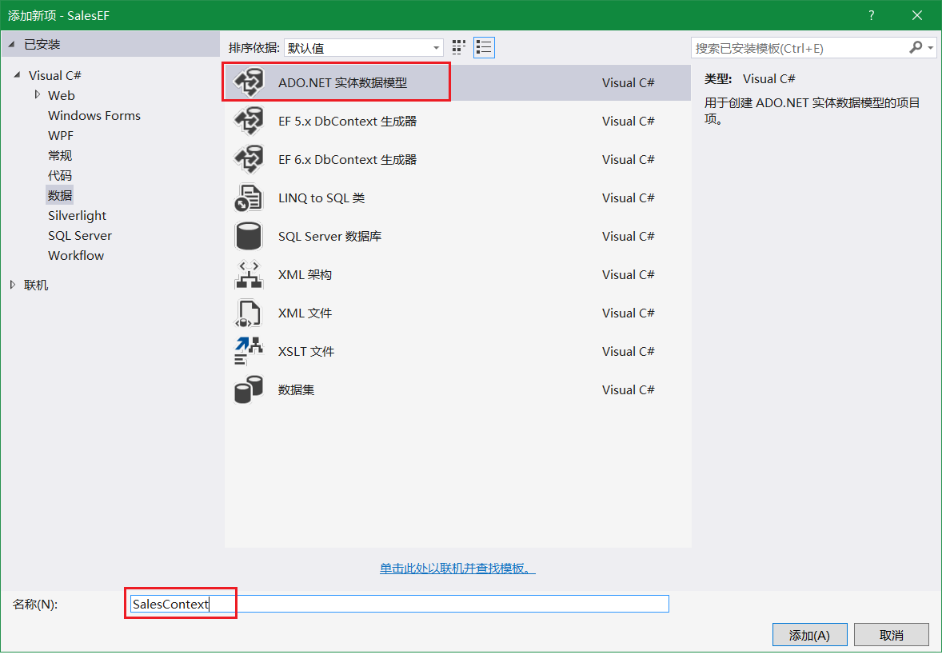 添加新项 - SalesEF
?
已安装
排序依据: 默认值
搜索已安装模板(Ctrl+E)
Visual C#
Web
Windows Forms
WPF
常规
代码
数据
Silverlight
SQL Server
Workflow
联机
ADO.NET 实体数据模型 Visual C#
EF 5.x DbContext 生成器 Visual C#
EF 6.x DbContext 生成器 Visual C#
LINQ to SQL 类 Visual C#
SQL Server 数据库 Visual C#
XML 架构 Visual C#
XML 文件 Visual C#
XSLT 文件 Visual C#
数据集 Visual C#
类型: Visual C#
用于创建 ADO.NET 实体数据模型的项目
项。
单击此处以联机并查找模板。
名称(N): SalesContext
添加(A) 取消